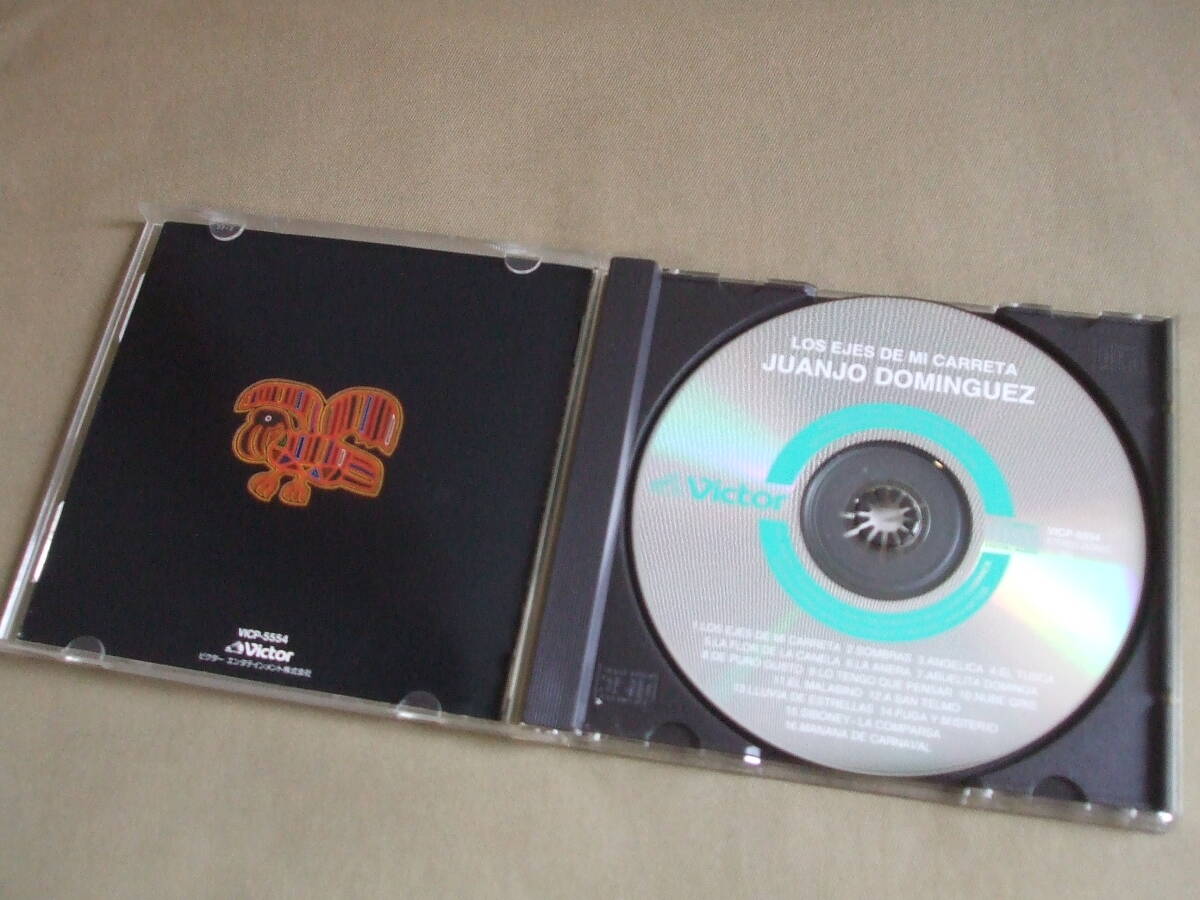 VICP-5554
Victor
ビクター エンタテインメント株式会社
LOS EJES DE MI CARRETA
JUANJO DOMINGUEZ
Victor
VICP-5554
1.LOS EJES DE MI CARRETA 2.SOMBRAS 3.ANGELICA 4.EL
5.LA FLOR DE LA CANELA 6.LA 7.ABUELITA DOMINGA
8.DE PURO GUAPO 9.LO TENGO QUE PENSAR 10.NUBE GRIS
11.EL MALAGINO 12.A SAN TELMO
13.LLUVIA DE ESTRELLAS 14.FUGA Y MISTERIO
15.SIBONEY - LA COMPARSA
16.MANANA DE CARNAVAL